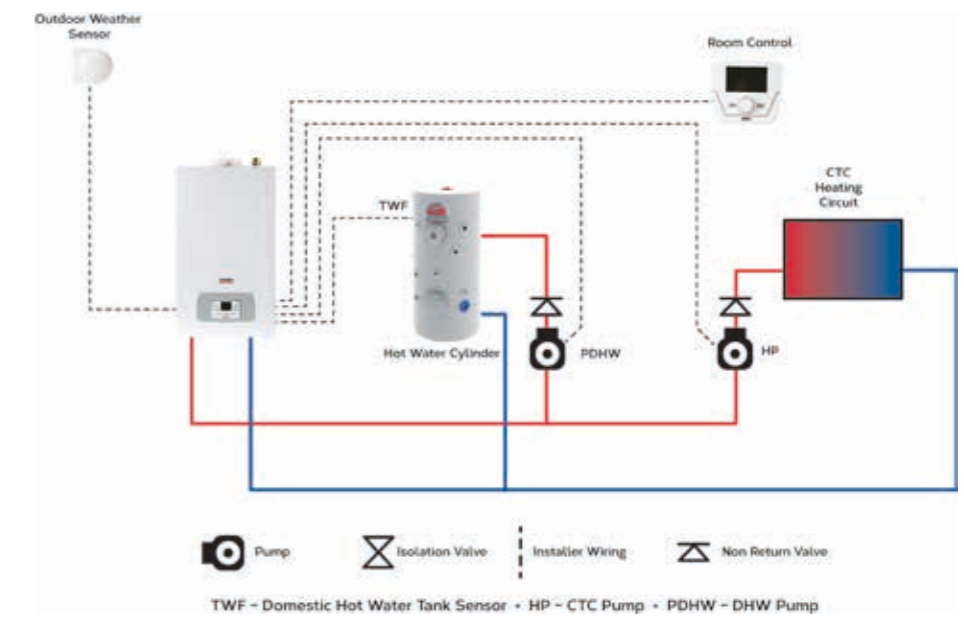 Outdoor Weather
Sensor
Room Control
CTC
Heating
Circuit
TWF
Hot Water Cylinder
PDHW
HP
Pump
Isolation Valve
Installer Wiring
Non Return Valve
TWF - Domestic Hot Water Tank Sensor • HP - CTC Pump • PDHW - DHW Pump